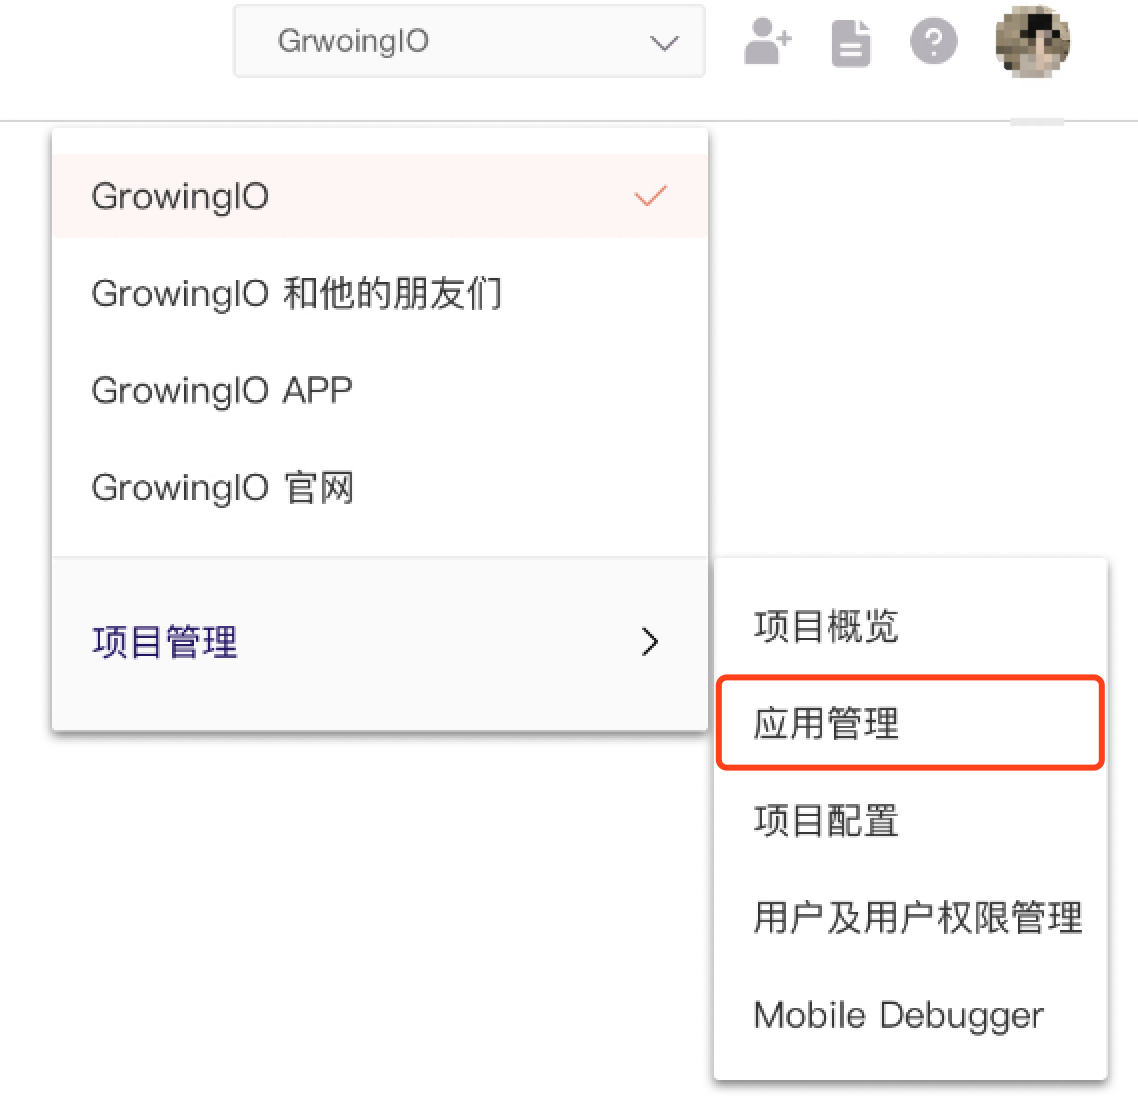 GrwoingIO
GrowingIO
GrowingIO 和他的朋友们
GrowingIO APP
GrowingIO 官网
项目管理
项目概览
应用管理
项目配置
用户及用户权限管理
Mobile Debugger